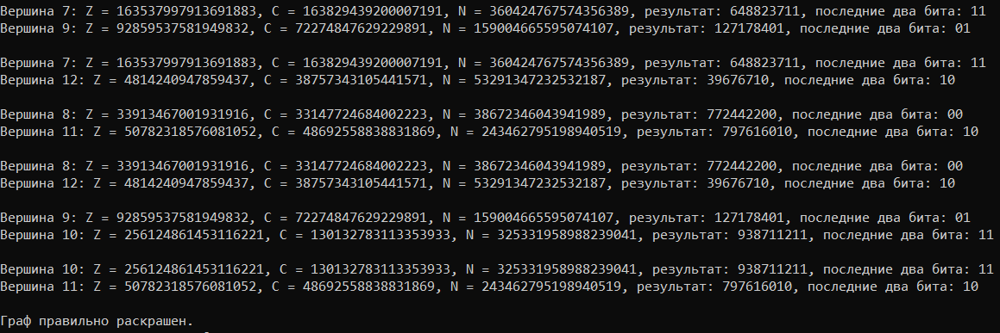 Вершина 7: Z = 163537997913691883, C = 163829439200007191, N = 360424767574356389, результат: 648823711, последние два бита: 11
Вершина 9: Z = 92859537581949832, C = 72274847629229891, N = 159004665595074107, результат: 127178401, последние два бита: 01
Вершина 7: Z = 163537997913691883, C = 163829439200007191, N = 360424767574356389, результат: 648823711, последние два бита: 11
Вершина 12: Z = 4814240947859437, C = 38757343105441571, N = 53291347232532187, результат: 39676710, последние два бита: 10
Вершина 8: Z = 33913467001931916, C = 33147724684002223, N = 38672346043941989, результат: 772442200, последние два бита: 00
Вершина 11: Z = 50782318576081052, C = 48692558838831869, N = 243462795198940519, результат: 797616010, последние два бита: 10
Вершина 8: Z = 33913467001931916, C = 33147724684002223, N = 38672346043941989, результат: 772442200, последние два бита: 00
Вершина 12: Z = 4814240947859437, C = 38757343105441571, N = 53291347232532187, результат: 39676710, последние два бита: 10
Вершина 9: Z = 92859537581949832, C = 72274847629229891, N = 159004665595074107, результат: 127178401, последние два бита: 01
Вершина 10: Z = 256124861453116221, C = 130132783113353933, N = 325331958988239041, результат: 938711211, последние два бита: 11
Вершина 10: Z = 256124861453116221, C = 130132783113353933, N = 325331958988239041, результат: 938711211, последние два бита: 11
Вершина 11: Z = 50782318576081052, C = 48692558838831869, N = 243462795198940519, результат: 797616010, последние два бита: 10
Граф правильно раскрашен.